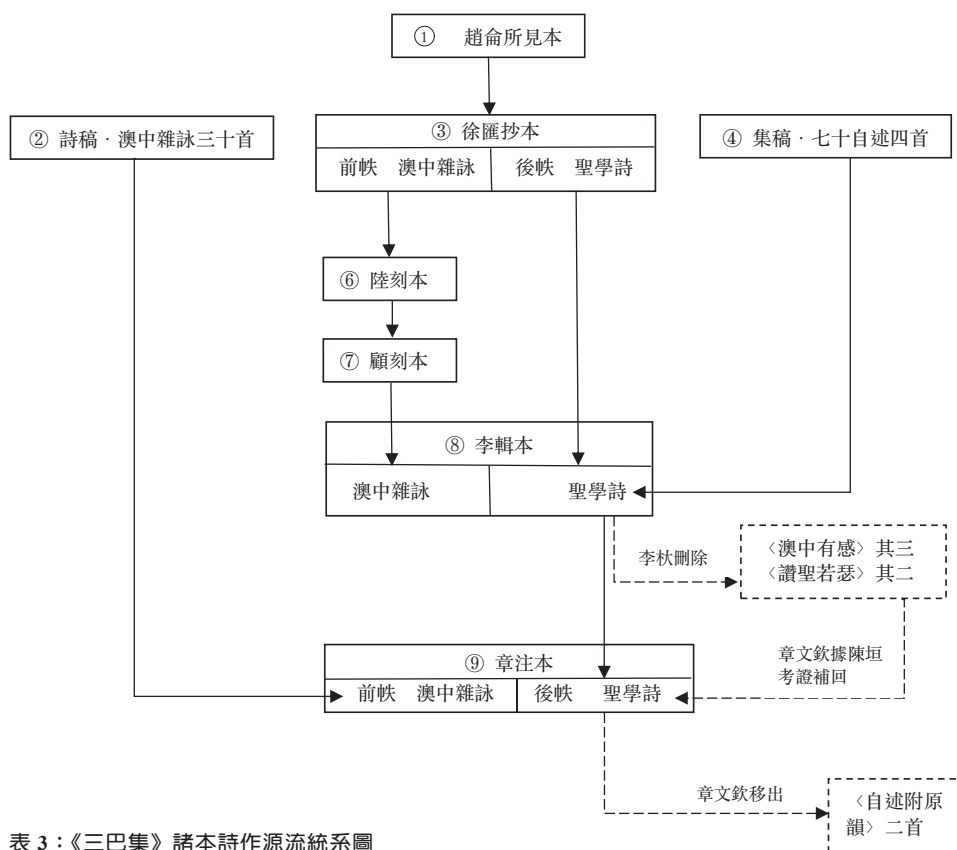 ① 趙侖所見本
② 詩稿·澳中雜詠三十首
③ 徐匯抄本
前帙 澳中雜詠
後帙 聖學詩
④ 集稿·七十自述四首
⑥ 陸刻本
⑦ 顧刻本
⑧ 李輯本
澳中雜詠
聖學詩
李杕刪除
〈澳中有感〉其三
〈讚聖若瑟〉其二
章文欽據陳垣
考證補回
⑨ 章注本
前帙 澳中雜詠
後帙 聖學詩
章文欽移出
〈自述附原
韻〉二首
表 3：《三巴集》諸本詩作源流統系圖